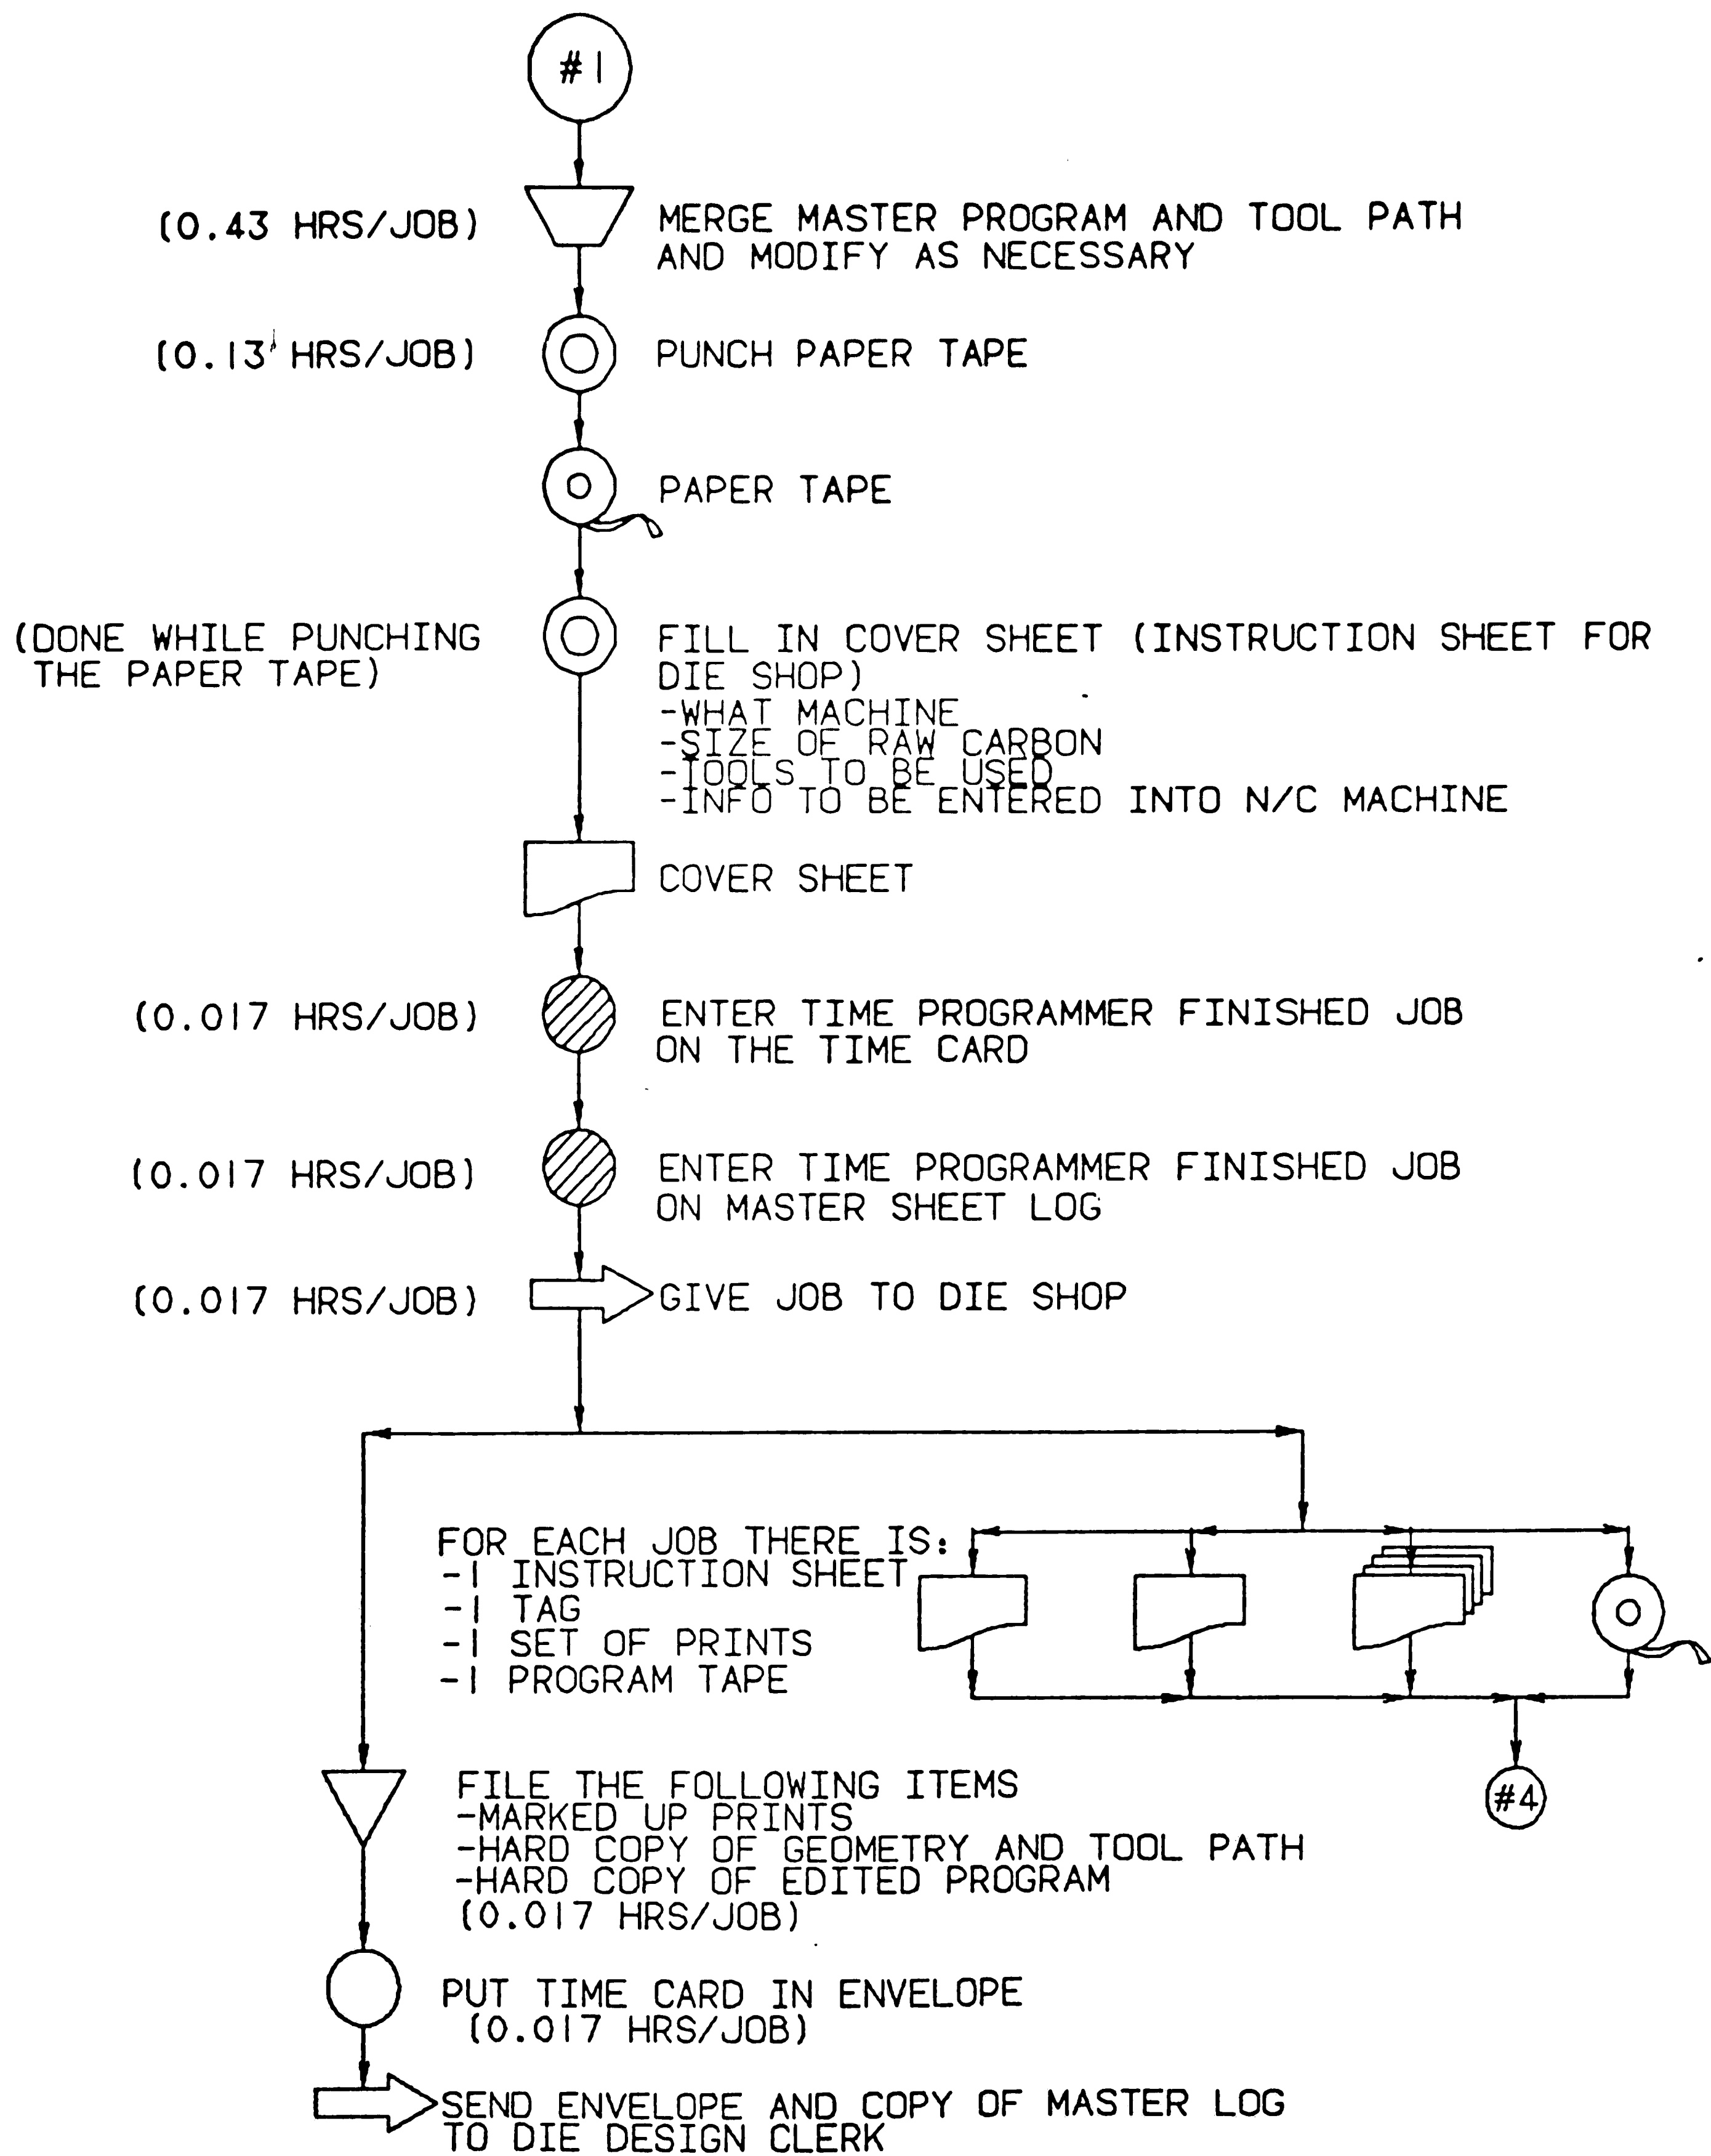 #1
(0.43 HRS/JOB)
MERGE MASTER PROGRAM AND TOOL PATH
AND MODIFY AS NECESSARY
(0.13 HRS/JOB)
PUNCH PAPER TAPE
PAPER TAPE
(DONE WHILE PUNCHING
THE PAPER TAPE)
FILL IN COVER SHEET (INSTRUCTION SHEET FOR
DIE SHOP)
-WHAT MACHINE
-SIZE OF RAW CARBON
-TOOLS TO BE USED
-INFO TO BE ENTERED INTO N/C MACHINE
COVER SHEET
(0.017 HRS/JOB)
ENTER TIME PROGRAMMER FINISHED JOB
ON THE TIME CARD
(0.017 HRS/JOB)
ENTER TIME PROGRAMMER FINISHED JOB
ON MASTER SHEET LOG
(0.017 HRS/JOB)
GIVE JOB TO DIE SHOP
FOR EACH JOB THERE IS:
-1 INSTRUCTION SHEET
-1 TAG
-1 SET OF PRINTS
-1 PROGRAM TAPE
#4
FILE THE FOLLOWING ITEMS
-MARKED UP PRINTS
-HARD COPY OF GEOMETRY AND TOOL PATH
-HARD COPY OF EDITED PROGRAM
(0.017 HRS/JOB)
PUT TIME CARD IN ENVELOPE
(0.017 HRS/JOB)
SEND ENVELOPE AND COPY OF MASTER LOG
TO DIE DESIGN CLERK